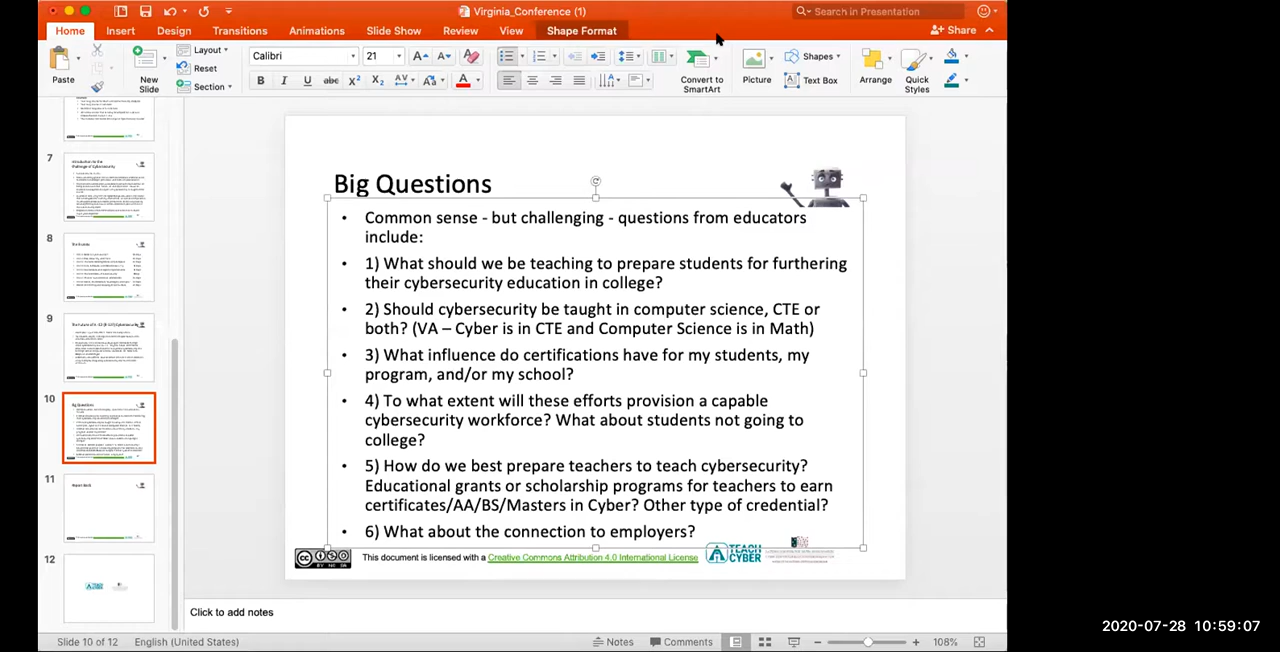 Virginia_Conference (1)
Search in Presentation
Home Insert Design Transitions Animations Slide Show Review View Shape Format Share
Paste
New Slide
Layout
Reset
Section
Calibri 21
Convert to SmartArt
Picture
Shapes
Text Box
Arrange
Quick Styles
7
8
9
10
11
12
Big Questions
• Common sense - but challenging - questions from educators
include:
• 1) What should we be
their cybersecurity education in college?
• 2) Should cybersecurity be taught in computer science, CTE or
both? (VA – Cyber is in CTE and Computer Science is in Math)
• 3) What influence do certifications have for my students, my
program, and/or my school?
• 4) To what extent will these efforts provision a capable
cybersecurity workforce? What about students not going to
college?
• 5) How do we best prepare teachers to teach cybersecurity?
Educational grants or scholarship programs for teachers to earn
certificates/AA/BS/Masters in Cyber? Other type of credential?
• 6) What about the connection to employers?
This document is licensed with a Creative Commons Attribution 4.0 International License
TEACH
CYBER
Click to add notes
Slide 10 of 12 English (United States) Notes Comments 108%
2020-07-28 10:59:07